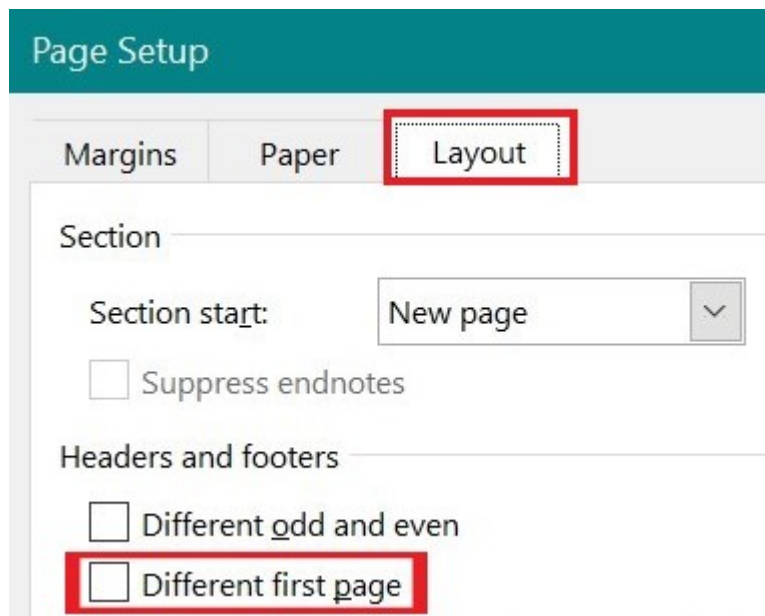 Page Setup
Margins Paper Layout
Section
Section start: New page
Suppress endnotes
Headers and footers
Different odd and even
Different first page